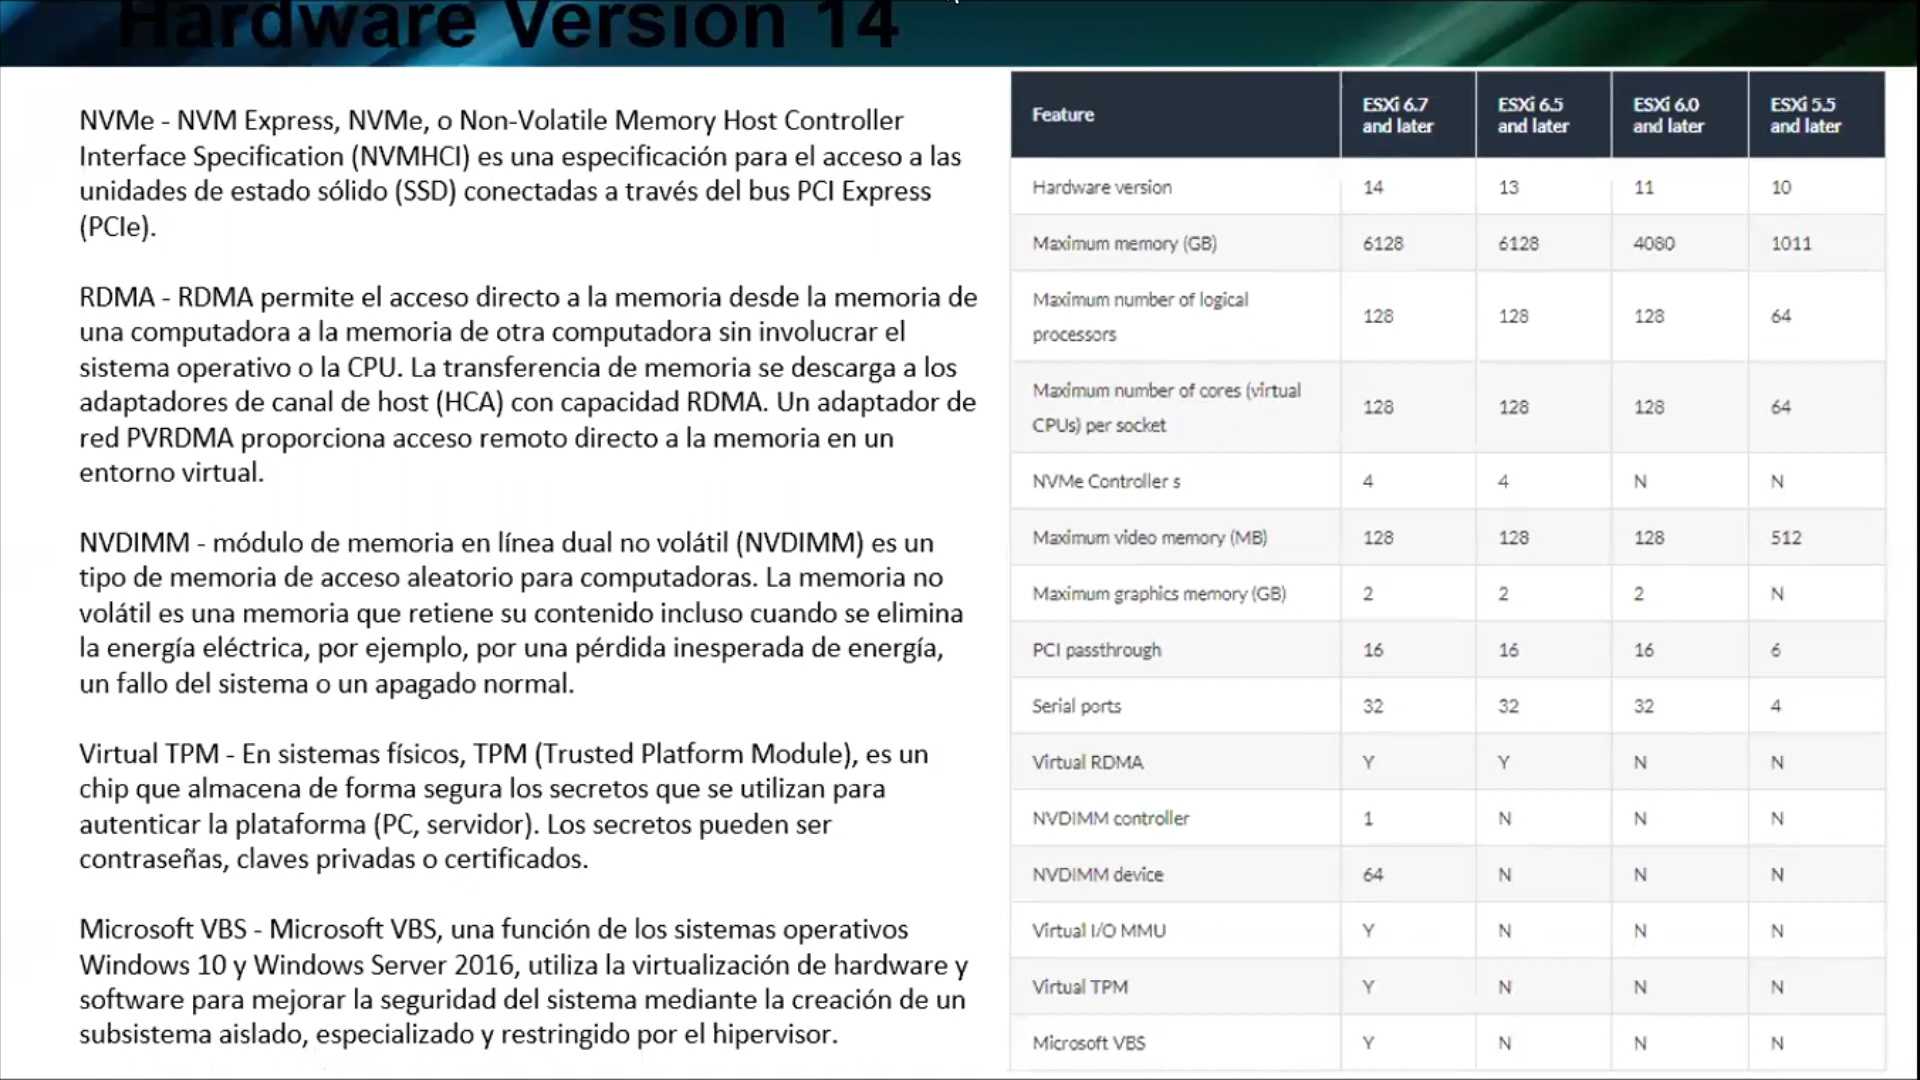 Hardware Version 14
NVMe - NVM Express, NVMe, o Non-Volatile Memory Host Controller
Interface Specification (NVMHCI) es una especificación para el acceso a las
unidades de estado sólido (SSD) conectadas a través del bus PCI Express
(PCIe).
RDMA - RDMA permite el acceso directo a la memoria desde la memoria de
una computadora a la memoria de otra computadora sin involucrar el
sistema operativo o la CPU. La transferencia de memoria se descarga a los
adaptadores de canal de host (HCA) con capacidad RDMA. Un adaptador de
red PVRDMA proporciona acceso remoto directo a la memoria en un
entorno virtual.
NVDIMM - módulo de memoria en línea dual no volátil (NVDIMM) es un
tipo de memoria de acceso aleatorio para computadoras. La memoria no
volátil es una memoria que retiene su contenido incluso cuando se elimina
la energía eléctrica, por ejemplo, por una pérdida inesperada de energía,
un fallo del sistema o un apagado normal.
Virtual TPM - En sistemas físicos, TPM (Trusted Platform Module), es un
chip que almacena de forma segura los secretos que se utilizan para
autenticar la plataforma (PC, servidor). Los secretos pueden ser
contraseñas, claves privadas o certificados.
Microsoft VBS - Microsoft VBS, una función de los sistemas operativos
Windows 10 y Windows Server 2016, utiliza la virtualización de hardware y
software para mejorar la seguridad del sistema mediante la creación de un
subsistema aislado, especializado y restringido por el hipervisor.
Feature ESXi 6.7 and later ESXi 6.5 and later ESXi 6.0 and later ESXi 5.5 and later
Hardware version 14 13 11 10
Maximum memory (GB) 6128 6128 4080 1011
Maximum number of logical processors 128 128 128 64
Maximum number of cores (virtual CPUs) per socket 128 128 128 64
NVMe Controller s 4 4 N N
Maximum video memory (MB) 128 128 128 512
Maximum graphics memory (GB) 2 2 2 N
PCI passthrough 16 16 16 6
Serial ports 32 32 32 4
Virtual RDMA Y Y N N
NVDIMM controller 1 N N N
NVDIMM device 64 N N N
Virtual I/O MMU Y N N N
Virtual TPM Y N N N
Microsoft VBS Y N N N